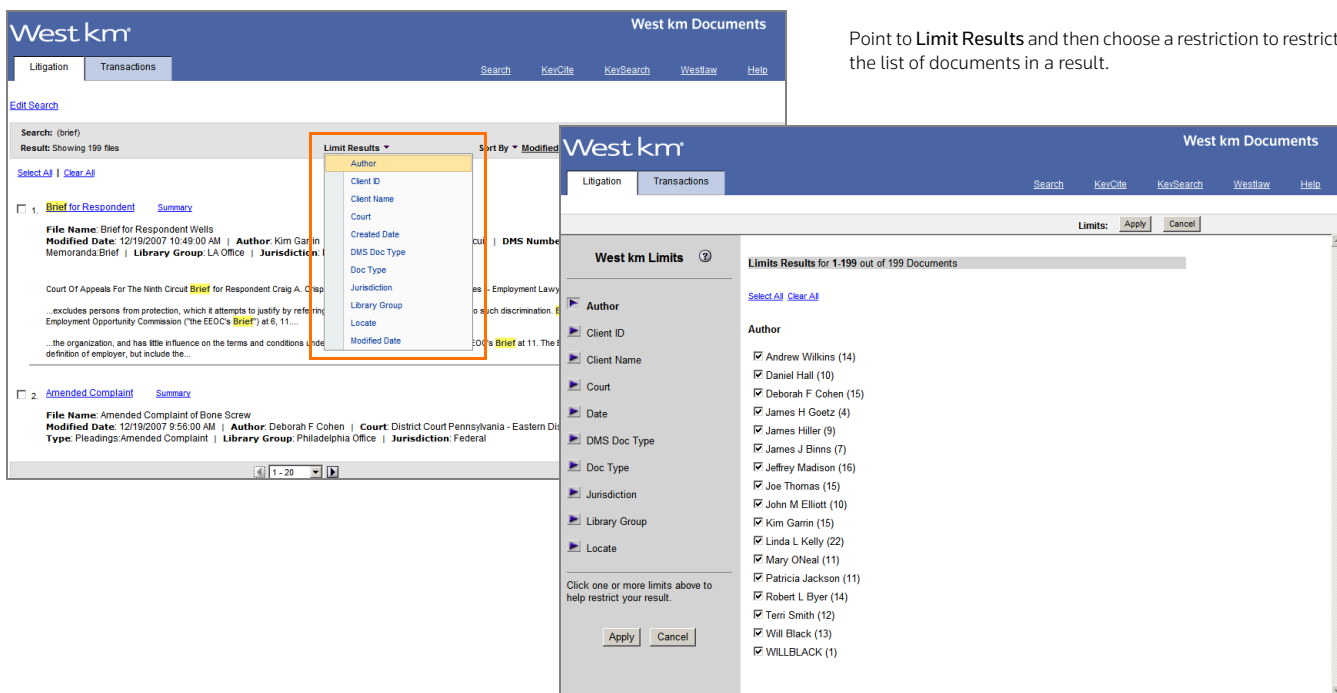 West km
West km Documents
Litigation
Transactions
Search
KeyCite
KeySearch
Westlaw
Help
Edit Search
Search: (brief)
Result: Showing 199 files
Limit Results
Sort By
Modified
Select All | Clear All
Author
Client ID
Client Name
Court
Created Date
DMS Doc Type
Doc Type
Jurisdiction
Library Group
Locate
Modified Date
1. Brief for Respondent Summary
File Name: Brief for Respondent Wells
Modified Date: 12/19/2007 10:49:00 AM | Author: Kim Garrin | DMS Numbe
Memoranda:Brief | Library Group: LA Office | Jurisdiction:
Court Of Appeals For The Ninth Circuit Brief for Respondent Craig A. Crisp es - Employment Lawy
...excludes persons from protection, which it attempts to justify by referring o such discrimination.
Employment Opportunity Commission ("the EEOC's Brief") at 6, 11....
...the organization, and has little influence on the terms and conditions unde EOC's Brief at 11. The
definition of employer, but include the...
2. Amended Complaint Summary
File Name: Amended Complaint of Bone Screw
Modified Date: 12/19/2007 9:56:00 AM | Author: Deborah F Cohen | Court: District Court Pennsylvania - Eastern Dis
Type: Pleadings:Amended Complaint | Library Group: Philadelphia Office | Jurisdiction: Federal
1 - 20
Point to Limit Results and then choose a restriction to restrict
the list of documents in a result.
West km
West km Documents
Litigation
Transactions
Search
KeyCite
KeySearch
Westlaw
Help
Limits: Apply Cancel
West km Limits ?
Author
Client ID
Client Name
Court
Date
DMS Doc Type
Doc Type
Jurisdiction
Library Group
Locate
Click one or more limits above to
help restrict your result.
Apply Cancel
Limits Results for 1-199 out of 199 Documents
Select All Clear All
Author
Andrew Wilkins (14)
Daniel Hall (10)
Deborah F Cohen (15)
James H Goetz (4)
James Hiller (9)
James J Binns (7)
Jeffrey Madison (16)
Joe Thomas (15)
John M Elliott (10)
Kim Garrin (15)
Linda L Kelly (22)
Mary ONeal (11)
Patricia Jackson (11)
Robert L Byer (14)
Terri Smith (12)
Will Black (13)
WILLBLACK (1)